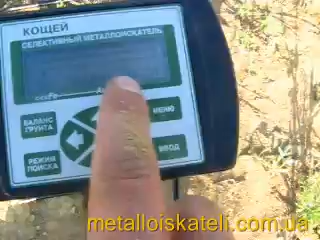 КОЩЕЙ
СЕЛЕКТИВНЫЙ МЕТАЛЛОИСКАТЕЛЬ
БАЛАНС
ГРУНТА
МЕНЮ
РЕЖИМ
ПОИСКА
ВВОД
metalloiskateli.com.ua